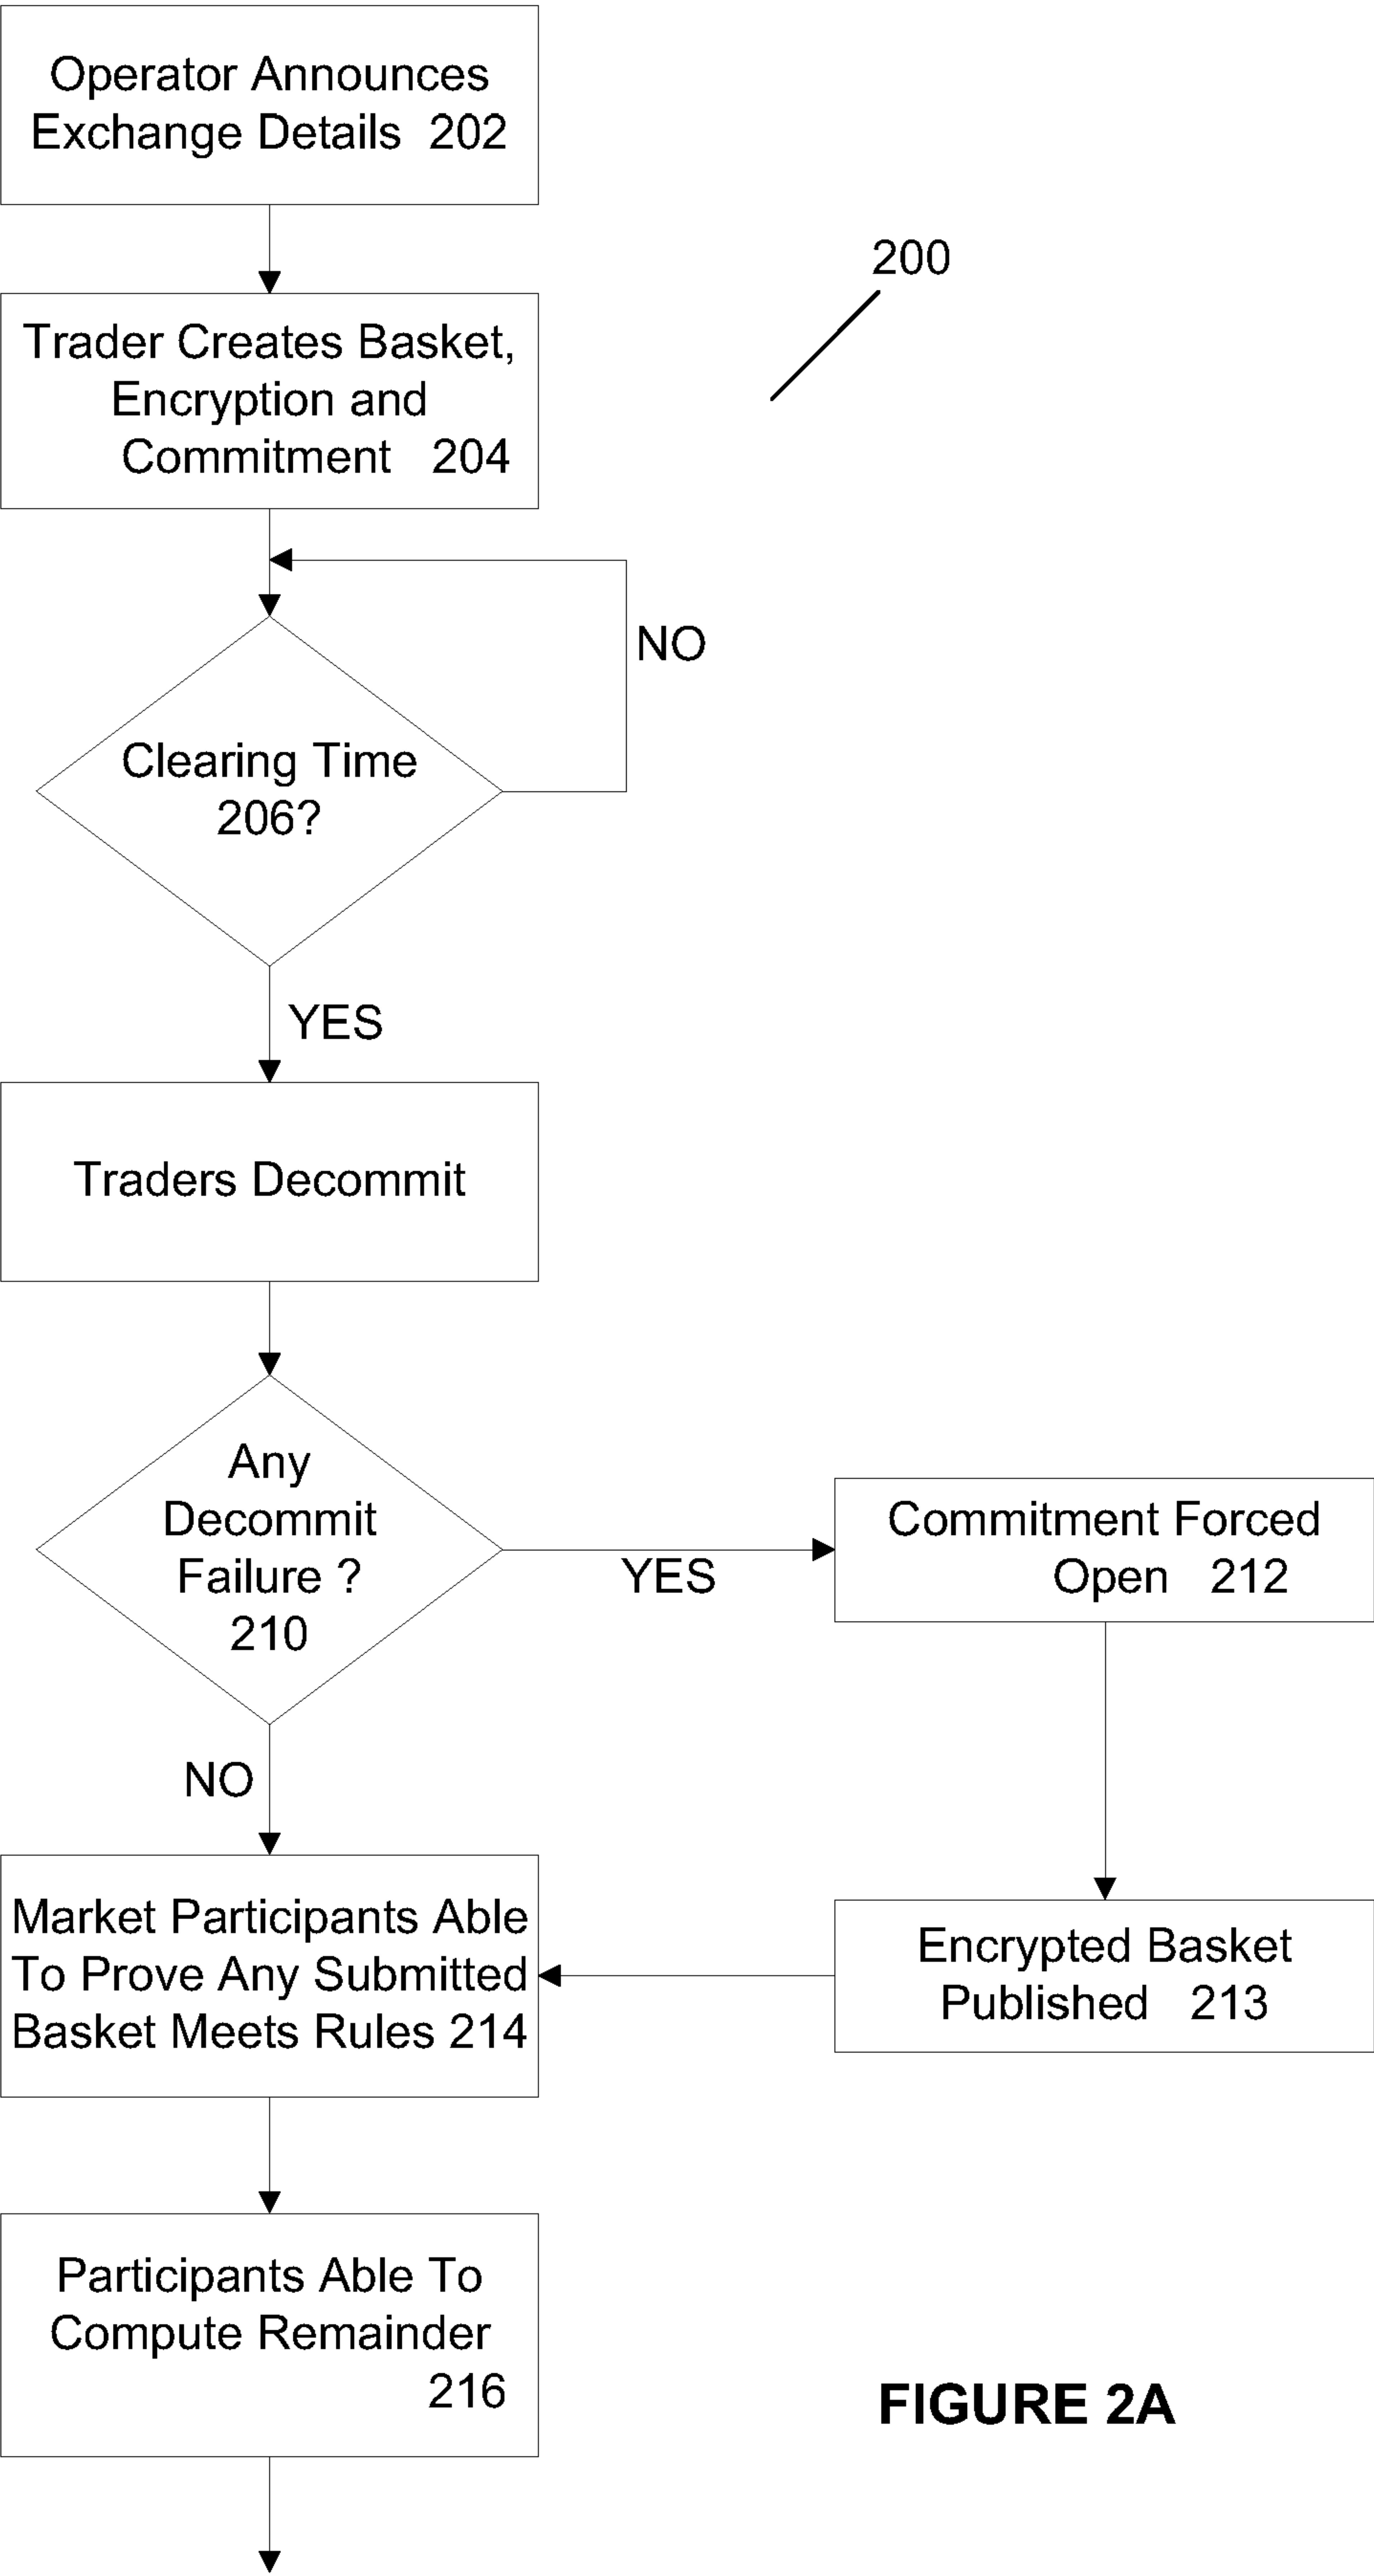 Operator Announces
Exchange Details 202
200
Trader Creates Basket,
Encryption and
Commitment 204
NO
Clearing Time
206?
YES
Traders Decommit
Any
Decommit
Failure ?
210
YES
Commitment Forced
Open 212
NO
Market Participants Able
To Prove Any Submitted
Basket Meets Rules 214
Encrypted Basket
Published 213
Participants Able To
Compute Remainder
216
FIGURE 2A